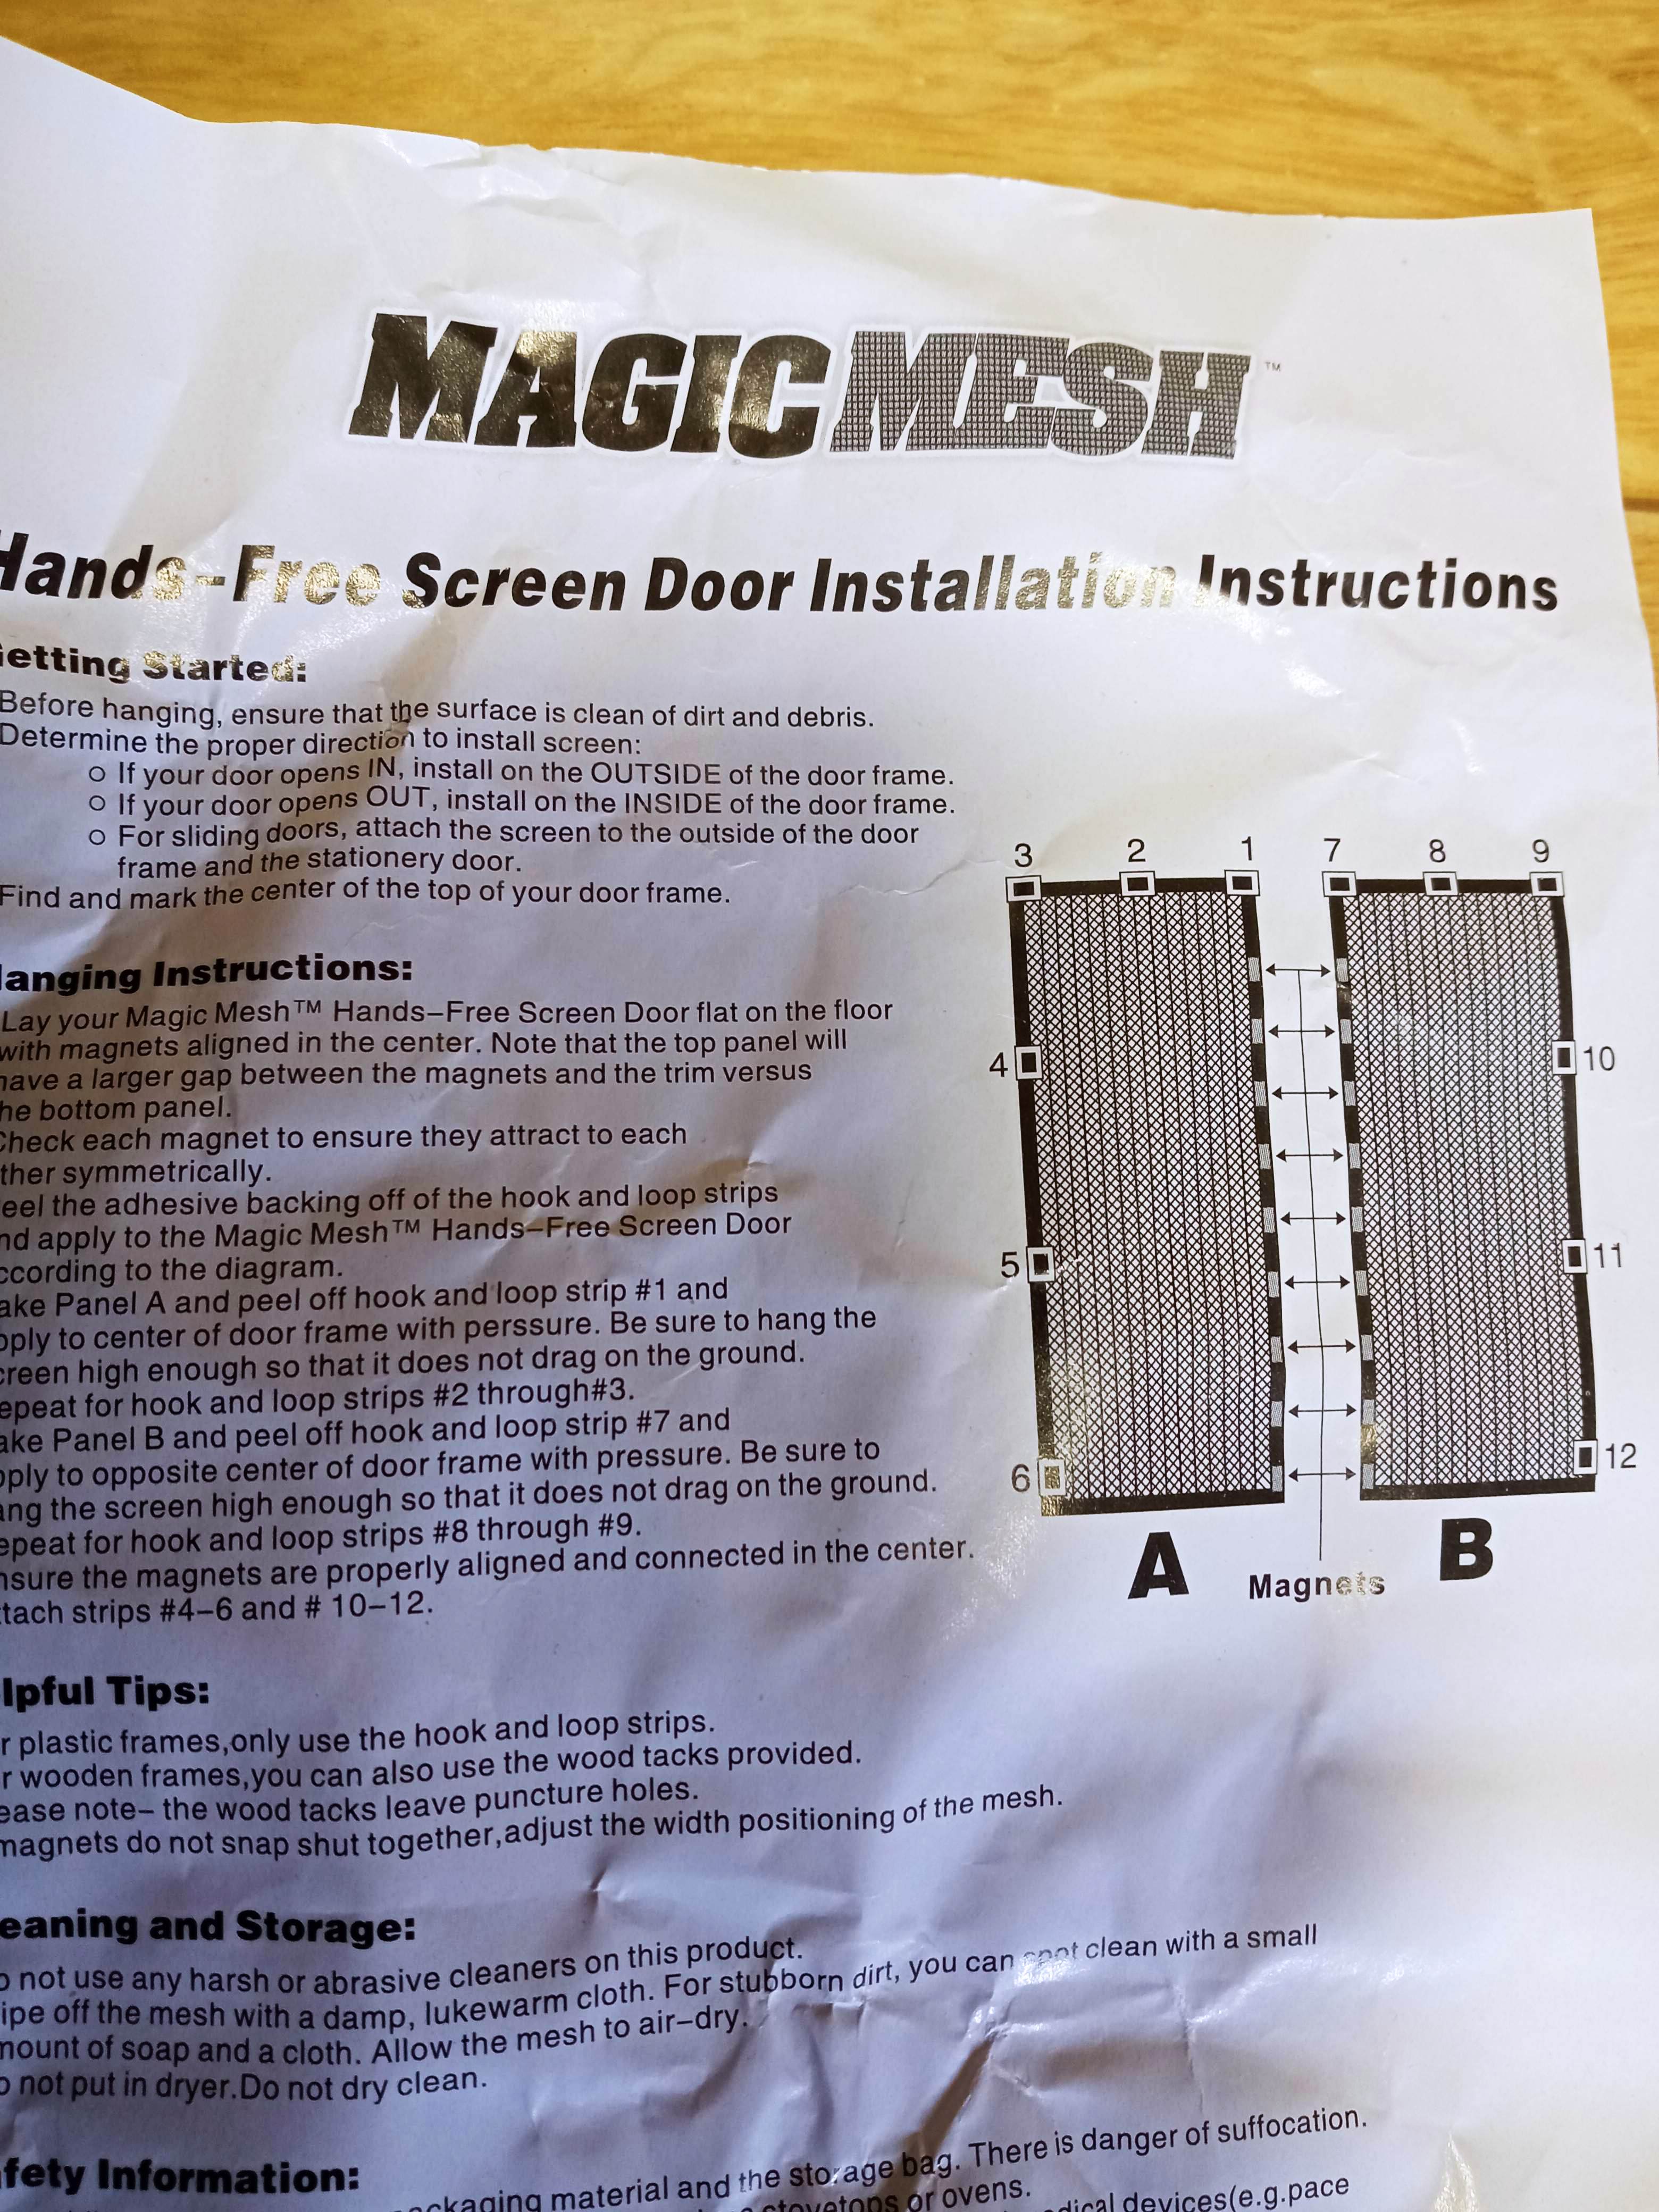 MAGIC MESH™
Hands-Free Screen Door Installation Instructions
Getting Started:
Before hanging, ensure that the surface is clean of dirt and debris.
Determine the proper direction to install screen:
o If your door opens IN, install on the OUTSIDE of the door frame.
o If your door opens OUT, install on the INSIDE of the door frame.
o For sliding doors, attach the screen to the outside of the door
frame and the stationery door.
Find and mark the center of the top of your door frame.
anging Instructions:
Lay your Magic Mesh™ Hands-Free Screen Door flat on the floor
with magnets aligned in the center. Note that the top panel will
have a larger gap between the magnets and the trim versus
he bottom panel.
Check each magnet to ensure they attract to each
ther symmetrically.
eel the adhesive backing off of the hook and loop strips
nd apply to the Magic Mesh™ Hands-Free Screen Door
ccording to the diagram.
ake Panel A and peel off hook and loop strip #1 and
pply to center of door frame with perssure. Be sure to hang the
creen high enough so that it does not drag on the ground.
epeat for hook and loop strips #2 through#3.
ake Panel B and peel off hook and loop strip #7 and
pply to opposite center of door frame with pressure. Be sure to
ang the screen high enough so that it does not drag on the ground.
epeat for hook and loop strips #8 through #9.
nsure the magnets are properly aligned and connected in the center.
ttach strips #4-6 and # 10-12.
3 2 1 7 8 9
4 10
5 11
6 12
A B
Magnets
lpful Tips:
r plastic frames,only use the hook and loop strips.
r wooden frames,you can also use the wood tacks provided.
ease note- the wood tacks leave puncture holes.
magnets do not snap shut together,adjust the width positioning of the mesh.
eaning and Storage:
o not use any harsh or abrasive cleaners on this product.
ipe off the mesh with a damp, lukewarm cloth. For stubborn dirt, you can spot clean with a small
mount of soap and a cloth. Allow the mesh to air-dry.
o not put in dryer.Do not dry clean.
fety Information:
ackaging material and the storage bag. There is danger of suffocation.
stovetops or ovens.
dical devices(e.g.pace